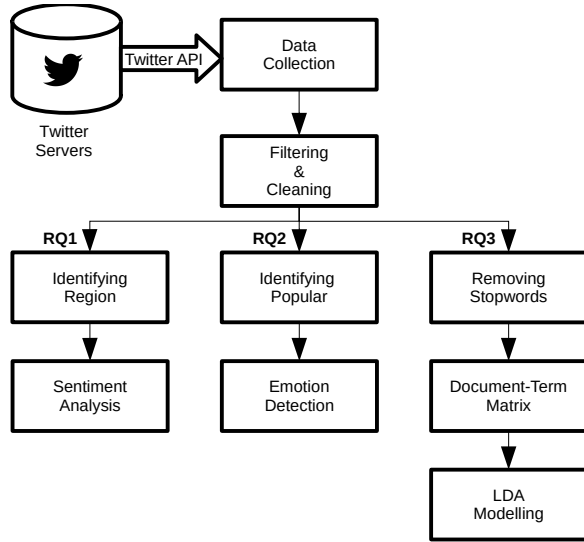 Twitter API
Data
Collection
Twitter
Servers
Filtering
&
Cleaning
RQ1
RQ2
RQ3
Identifying
Region
Identifying
Popular
Removing
Stopwords
Sentiment
Analysis
Emotion
Detection
Document-Term
Matrix
LDA
Modelling